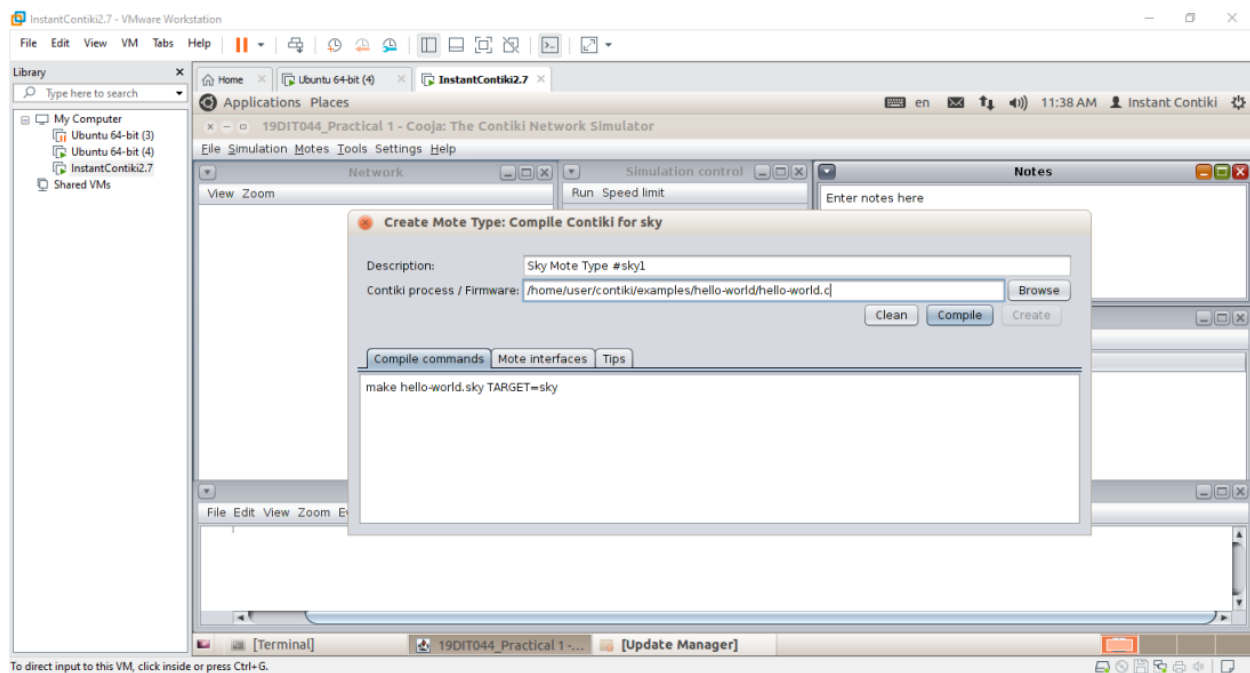 InstantContiki2.7 - VMware Workstation
File Edit View VM Tabs Help
Library
Type here to search
My Computer
Ubuntu 64-bit (3)
Ubuntu 64-bit (4)
InstantContiki2.7
Shared VMs
Home Ubuntu 64-bit (4) InstantContiki2.7
Applications Places en 11:38 AM Instant Contiki
19DIT044_Practical 1 - Cooja: The Contiki Network Simulator
File Simulation Motes Tools Settings Help
Network
View Zoom
Simulation control
Run Speed limit
Notes
Enter notes here
Create Mote Type: Compile Contiki for sky
Description: Sky Mote Type #sky1
Contiki process / Firmware: /home/user/contiki/examples/hello-world/hello-world.c Browse
Clean Compile Create
Compile commands Mote interfaces Tips
make hello-world.sky TARGET=sky
File Edit View Zoom Ev
[Terminal] 19DIT044_Practical 1 -... [Update Manager]
To direct input to this VM, click inside or press Ctrl+G.